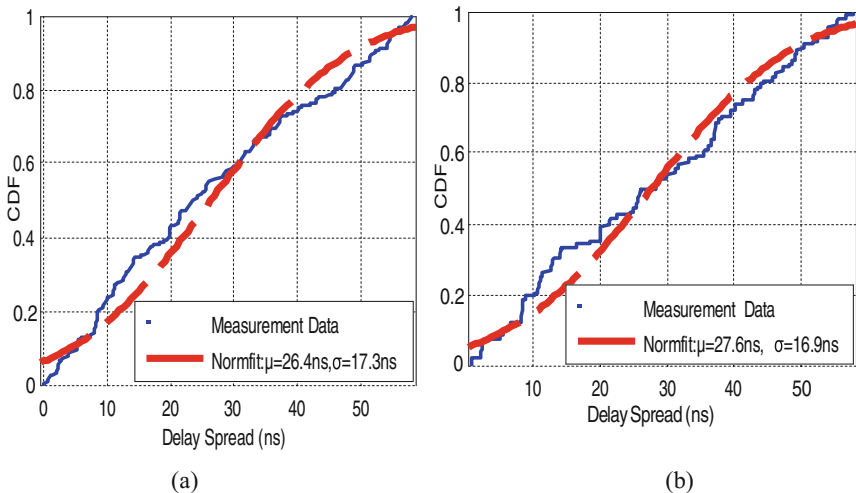 1
0.8
0.6
0.4
0.2
0
CDF
0
10
20
30
40
50
Delay Spread (ns)
Measurement Data
Normfit:μ=26.4ns,σ=17.3ns
(a)
1
0.8
0.6
0.4
0.2
0
CDF
10
20
30
40
50
Delay Spread (ns)
Measurement Data
Normfit:μ=27.6ns, σ=16.9ns
(b)